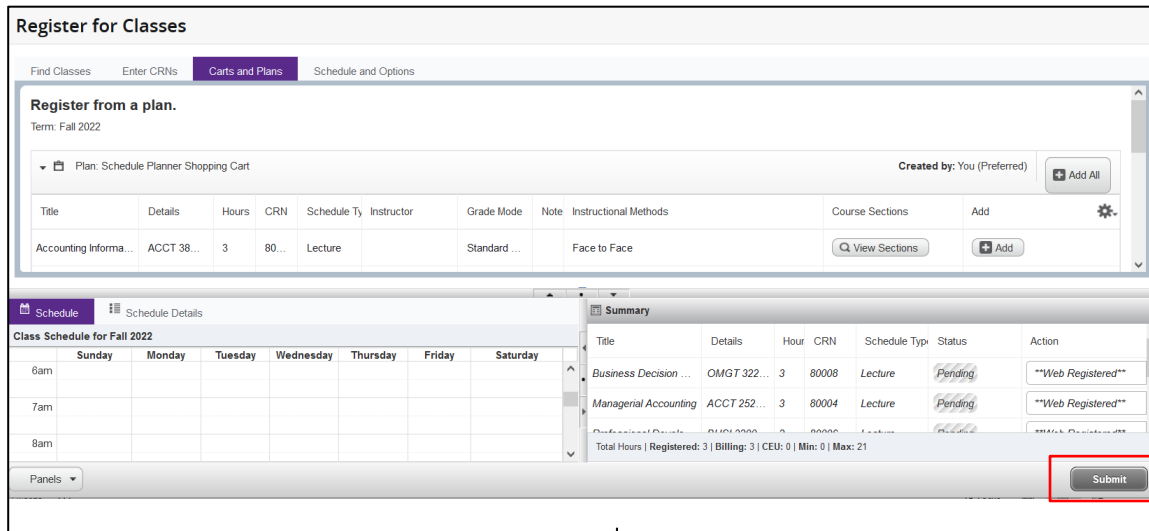 Register for Classes
Find Classes Enter CRNs Carts and Plans Schedule and Options
Register from a plan.
Term: Fall 2022
Plan: Schedule Planner Shopping Cart Created by: You (Preferred) Add All
Title Details Hours CRN Schedule Ty Instructor Grade Mode Note Instructional Methods Course Sections Add
Accounting Informa... ACCT 38... 3 80... Lecture Standard ... Face to Face View Sections Add
Schedule Schedule Details
Class Schedule for Fall 2022
Sunday Monday Tuesday Wednesday Thursday Friday Saturday
6am
7am
8am
Summary
Title Details Hour CRN Schedule Type Status Action
Business Decision ... OMGT 322... 3 80008 Lecture Pending **Web Registered**
Managerial Accounting ACCT 252... 3 80004 Lecture Pending **Web Registered**
Total Hours | Registered: 3 | Billing: 3 | CEU: 0 | Min: 0 | Max: 21
Panels Submit